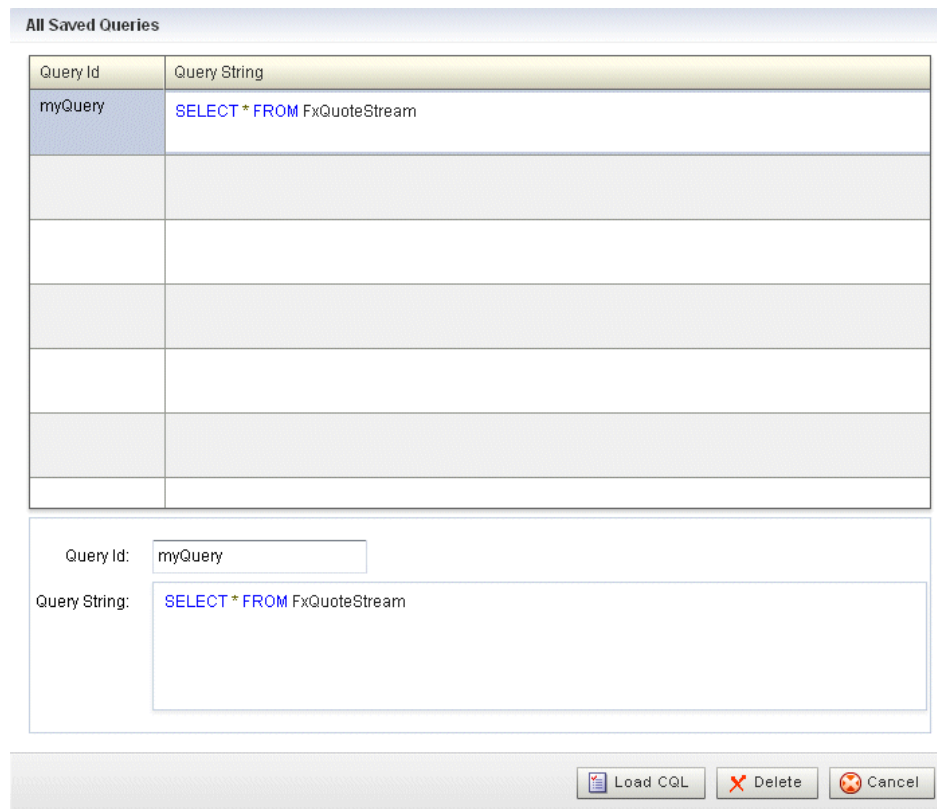 All Saved Queries
Query Id Query String
myQuery SELECT * FROM FxQuoteStream
Query Id: myQuery
Query String: SELECT * FROM FxQuoteStream
Load CQL Delete Cancel